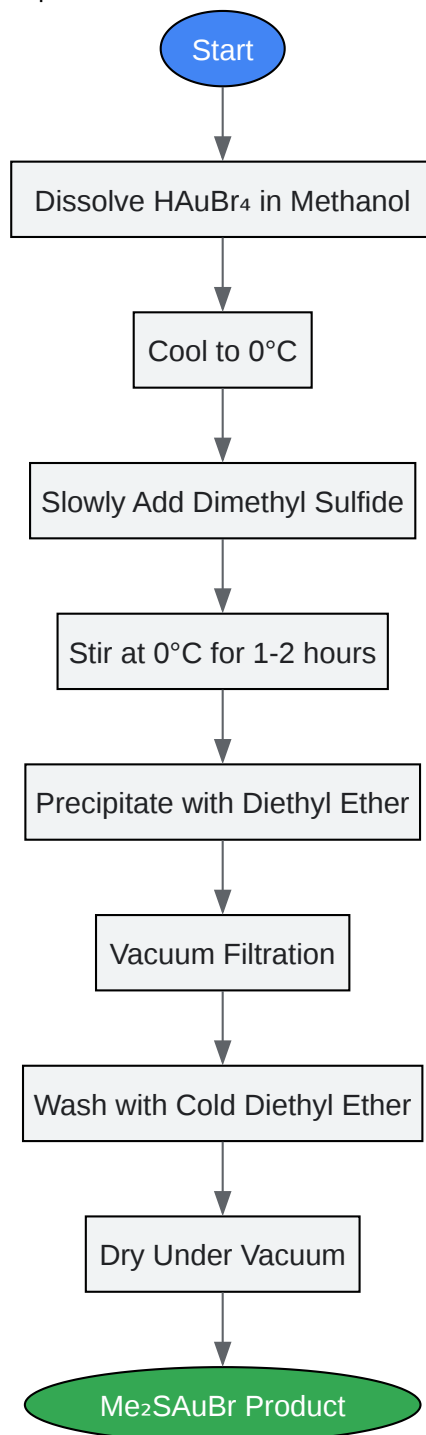 Start
Dissolve HAuBr₄ in Methanol
Cool to 0°C
Slowly Add Dimethyl Sulfide
Stir at 0°C for 1-2 hours
Precipitate with Diethyl Ether
Vacuum Filtration
Wash with Cold Diethyl Ether
Dry Under Vacuum
Me₂SAuBr Product